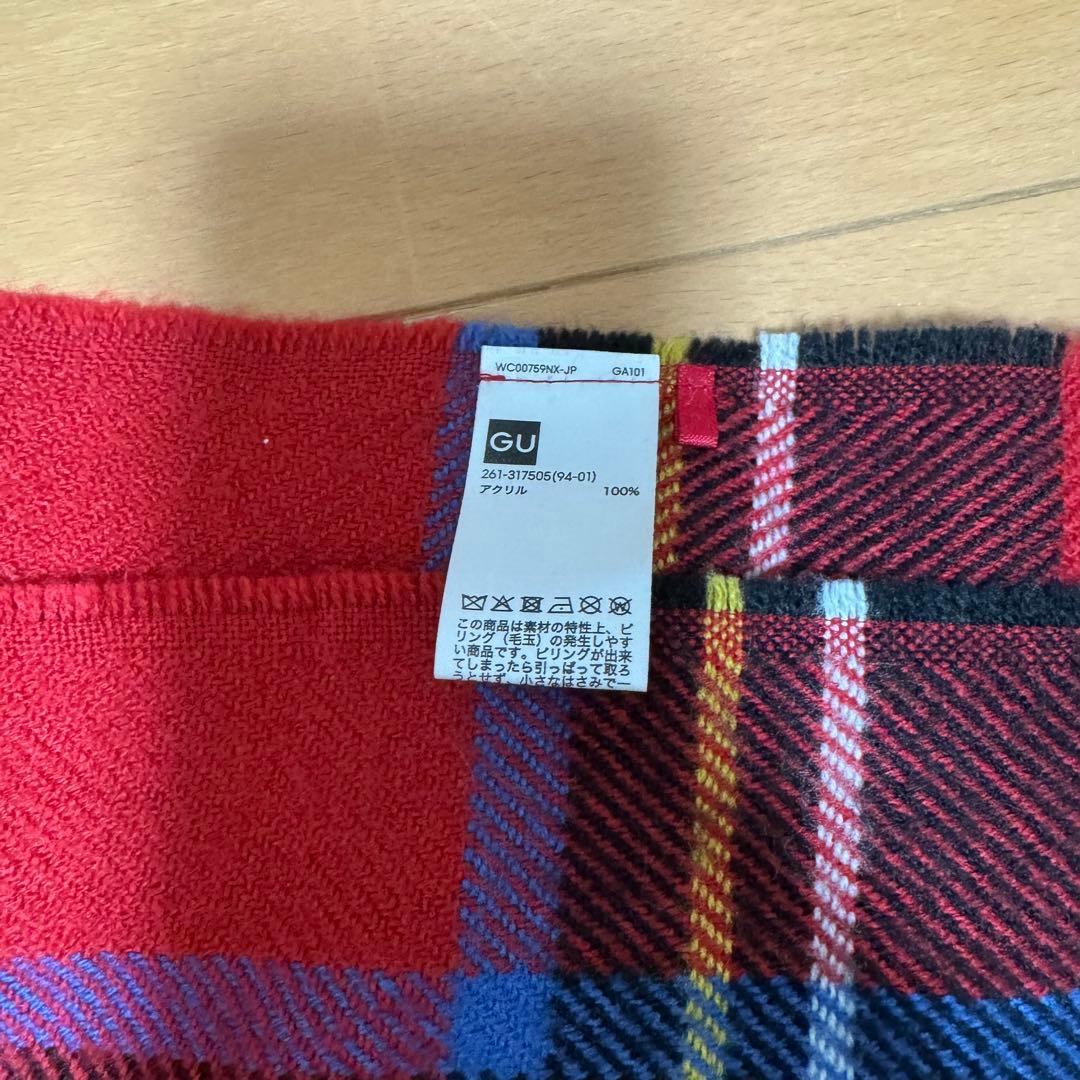 WC00759NX-JP GA101
GU
261-317505(94-01)
アクリル 100%
この商品は素材の特性上、ピ
リング（毛玉）の発生しやす
い商品です。ピリングが出来
てしまったら引っぱって取ろ
うとせず、小さなはさみで一